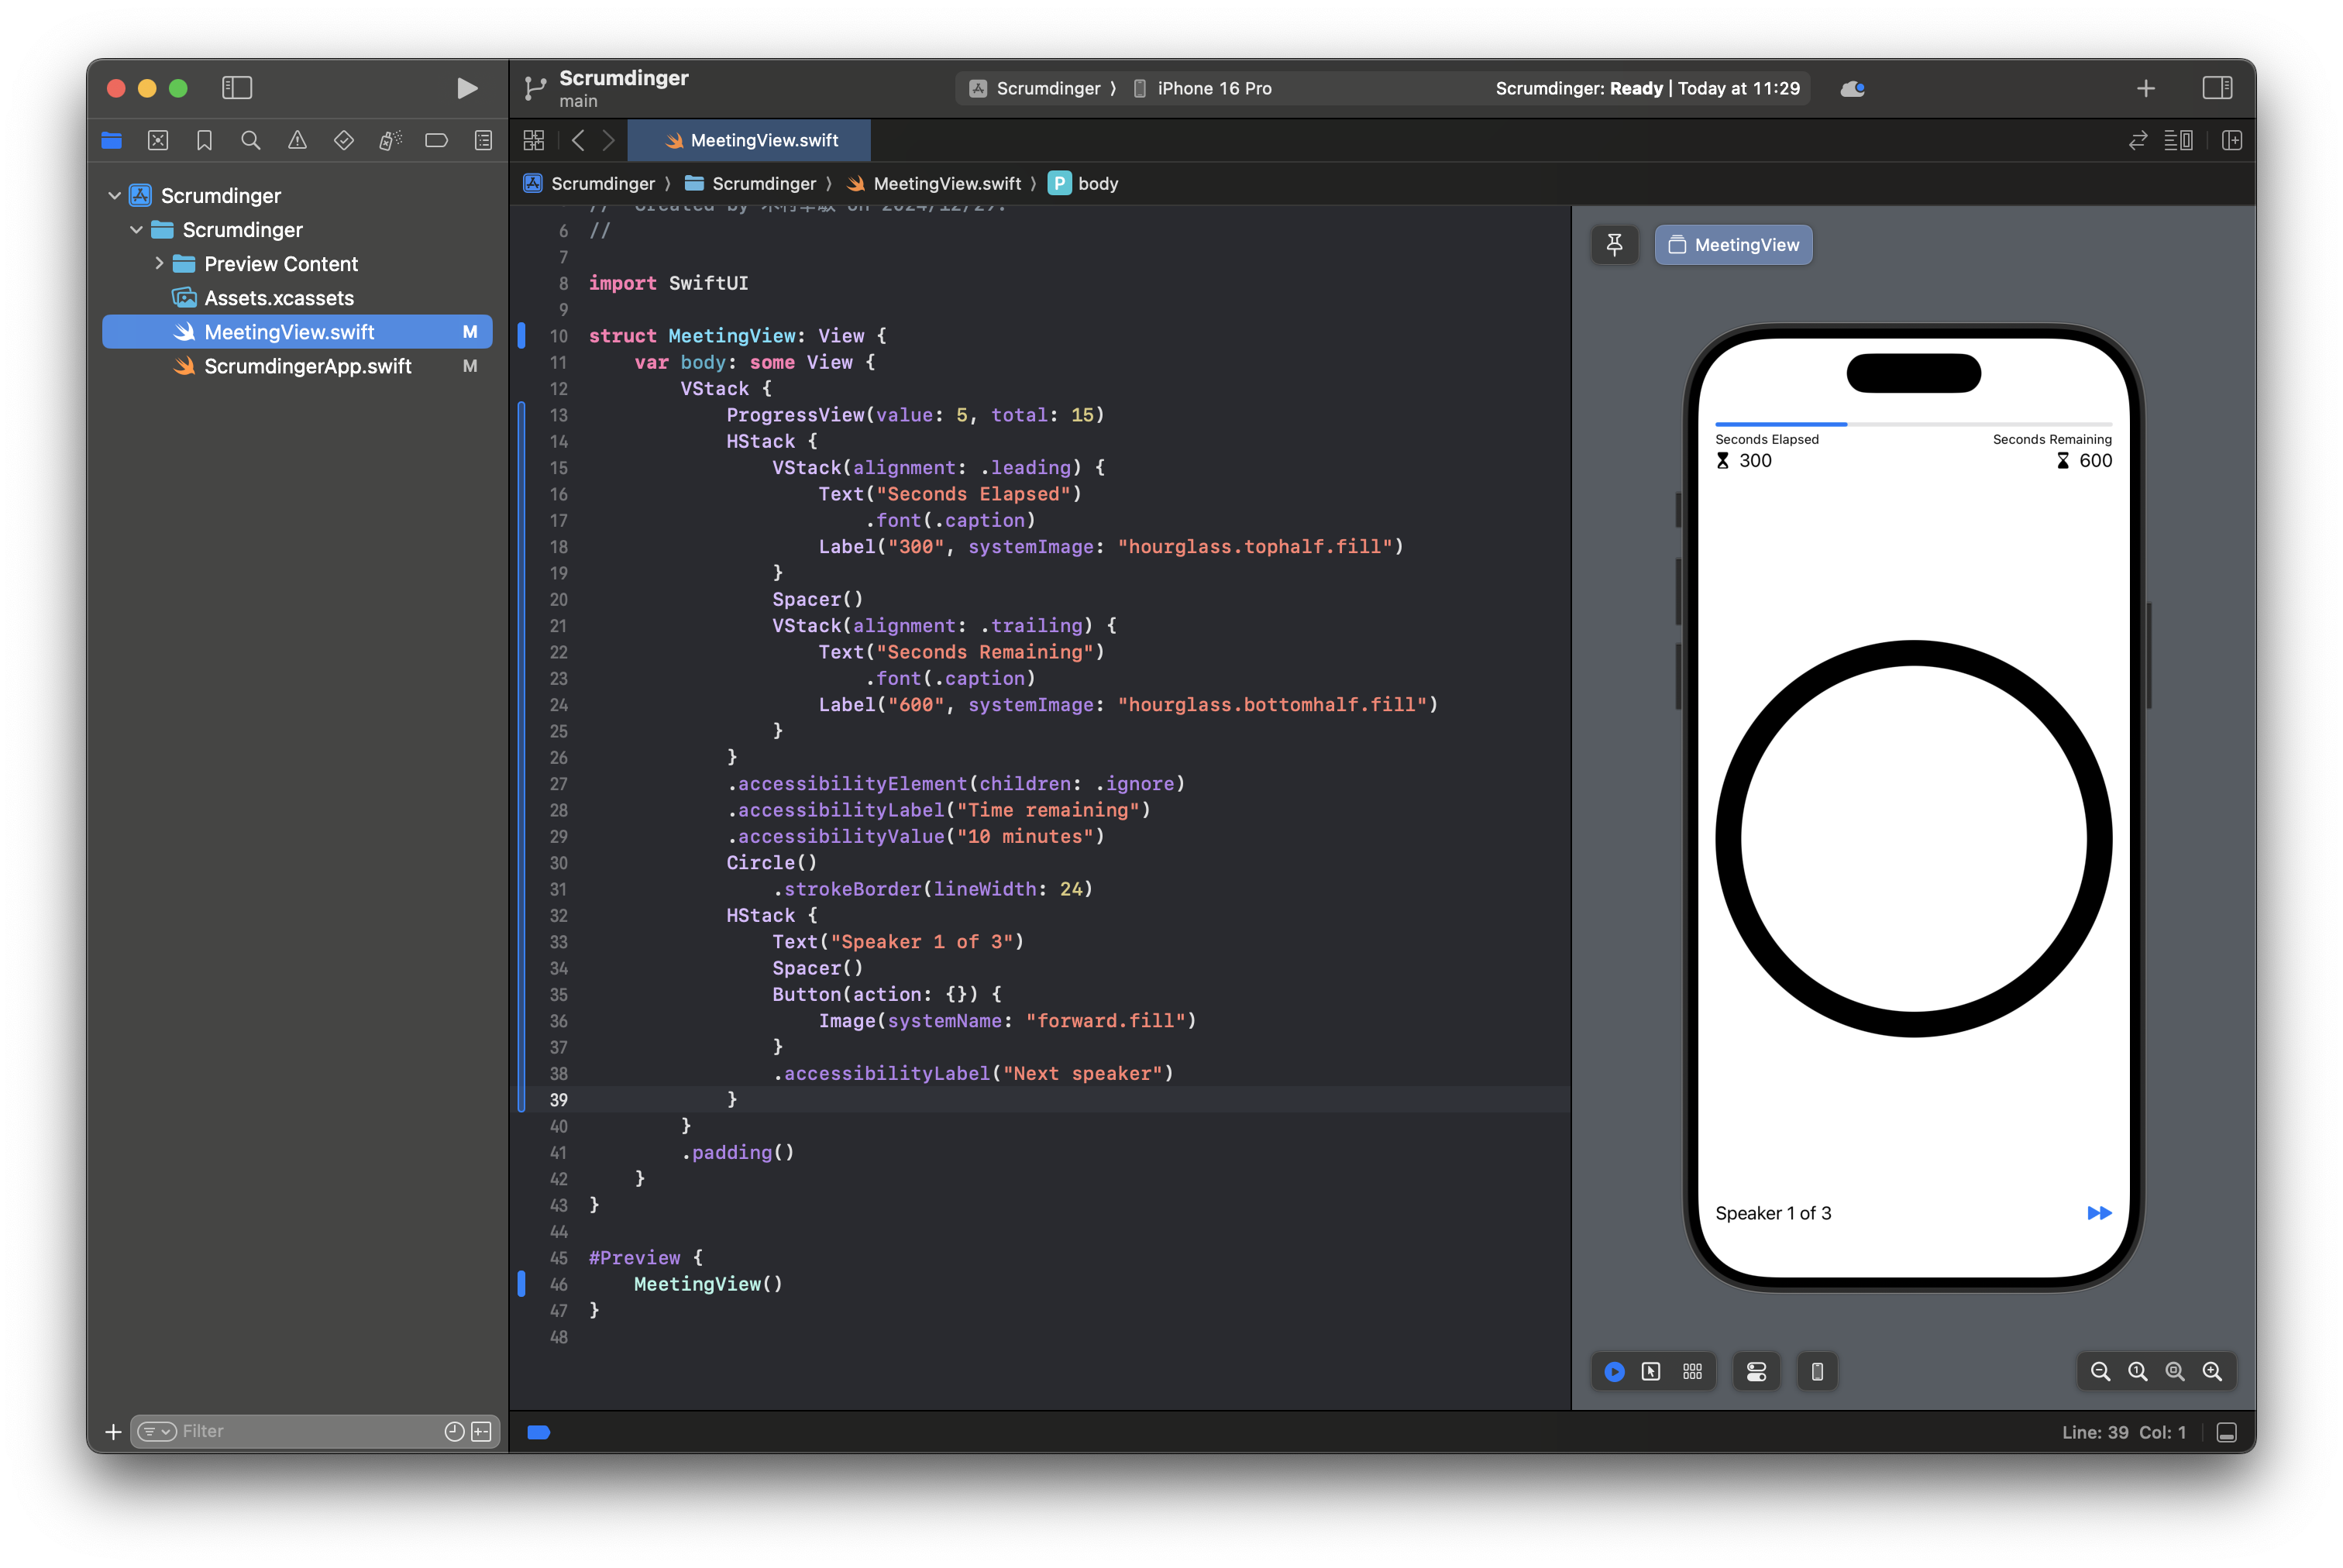 Scrumdinger
main
Scrumdinger 〉 iPhone 16 Pro
Scrumdinger: Ready | Today at 11:29
MeetingView.swift
Scrumdinger 〉 Scrumdinger 〉 MeetingView.swift 〉 P body
Scrumdinger
Scrumdinger
Preview Content
Assets.xcassets
MeetingView.swift M
ScrumdingerApp.swift M
Filter
on 2024/12/29.
6 //
7
8 import SwiftUI
9
10 struct MeetingView: View {
11 var body: some View {
12 VStack {
13 ProgressView(value: 5, total: 15)
14 HStack {
15 VStack(alignment: .leading) {
16 Text("Seconds Elapsed")
17 .font(.caption)
18 Label("300", systemImage: "hourglass.tophalf.fill")
19 }
20 Spacer()
21 VStack(alignment: .trailing) {
22 Text("Seconds Remaining")
23 .font(.caption)
24 Label("600", systemImage: "hourglass.bottomhalf.fill")
25 }
26 }
27 .accessibilityElement(children: .ignore)
28 .accessibilityLabel("Time remaining")
29 .accessibilityValue("10 minutes")
30 Circle()
31 .strokeBorder(lineWidth: 24)
32 HStack {
33 Text("Speaker 1 of 3")
34 Spacer()
35 Button(action: {}) {
36 Image(systemName: "forward.fill")
37 }
38 .accessibilityLabel("Next speaker")
39 }
40 }
41 .padding()
42 }
43 }
44
45 #Preview {
46 MeetingView()
47 }
48
MeetingView
Seconds Elapsed
300
Seconds Remaining
600
Speaker 1 of 3
Line: 39 Col: 1